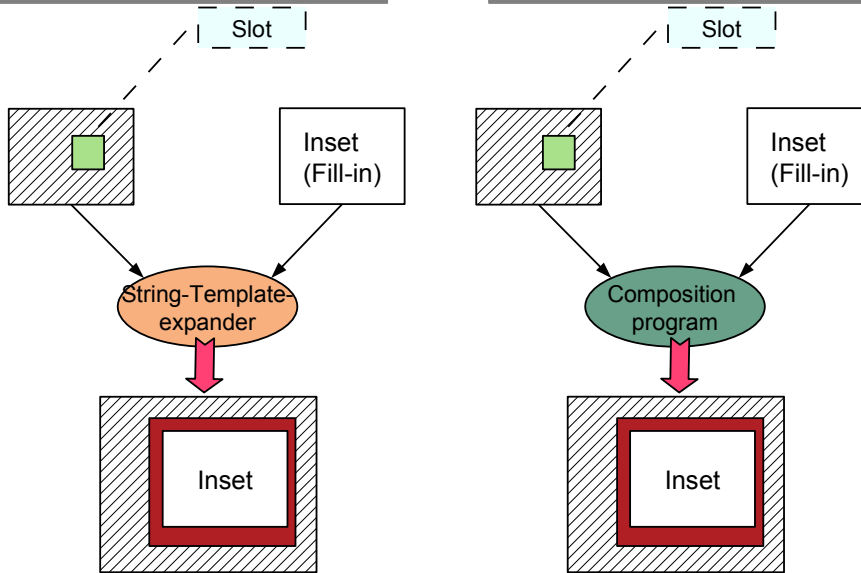 Slot
Inset
(Fill-in)
String-Template-
expander
Inset
Slot
Inset
(Fill-in)
Composition
program
Inset